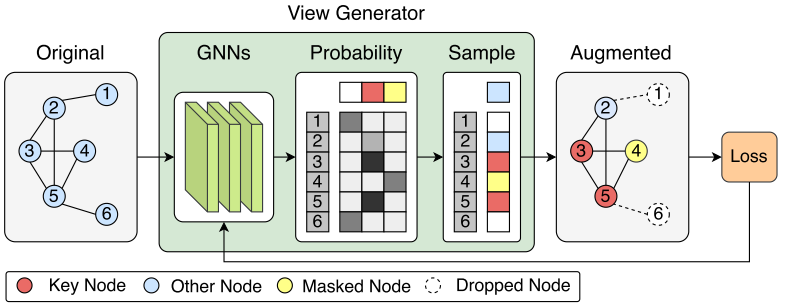 View Generator
Original
GNNs
Probability
Sample
Augmented
1
2
3
4
5
6
1
2
3
4
5
6
1
2
3
4
5
6
1
2
3
4
5
6
Loss
Key Node
Other Node
Masked Node
Dropped Node